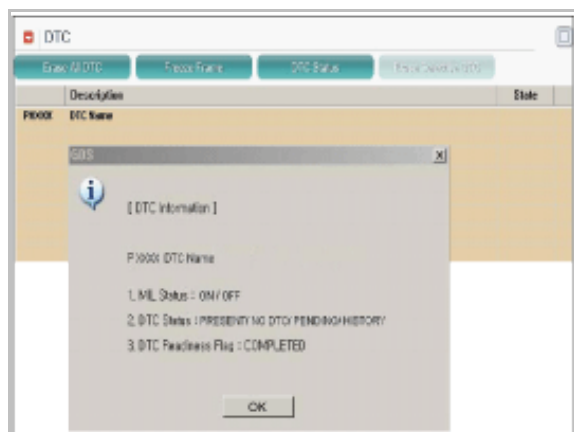 DTC
Erase All DTC Freeze Frame DTC Status
Description State
PXXXX DTC Name
GDS
[ DTC Information ]
PXXXX DTC Name
1. MIL Status : ON / OFF
2. DTC Status : PRESENT/ NO DTC/ PENDING/HISTORY
3. DTC Readiness Flag : COMPLETED
OK